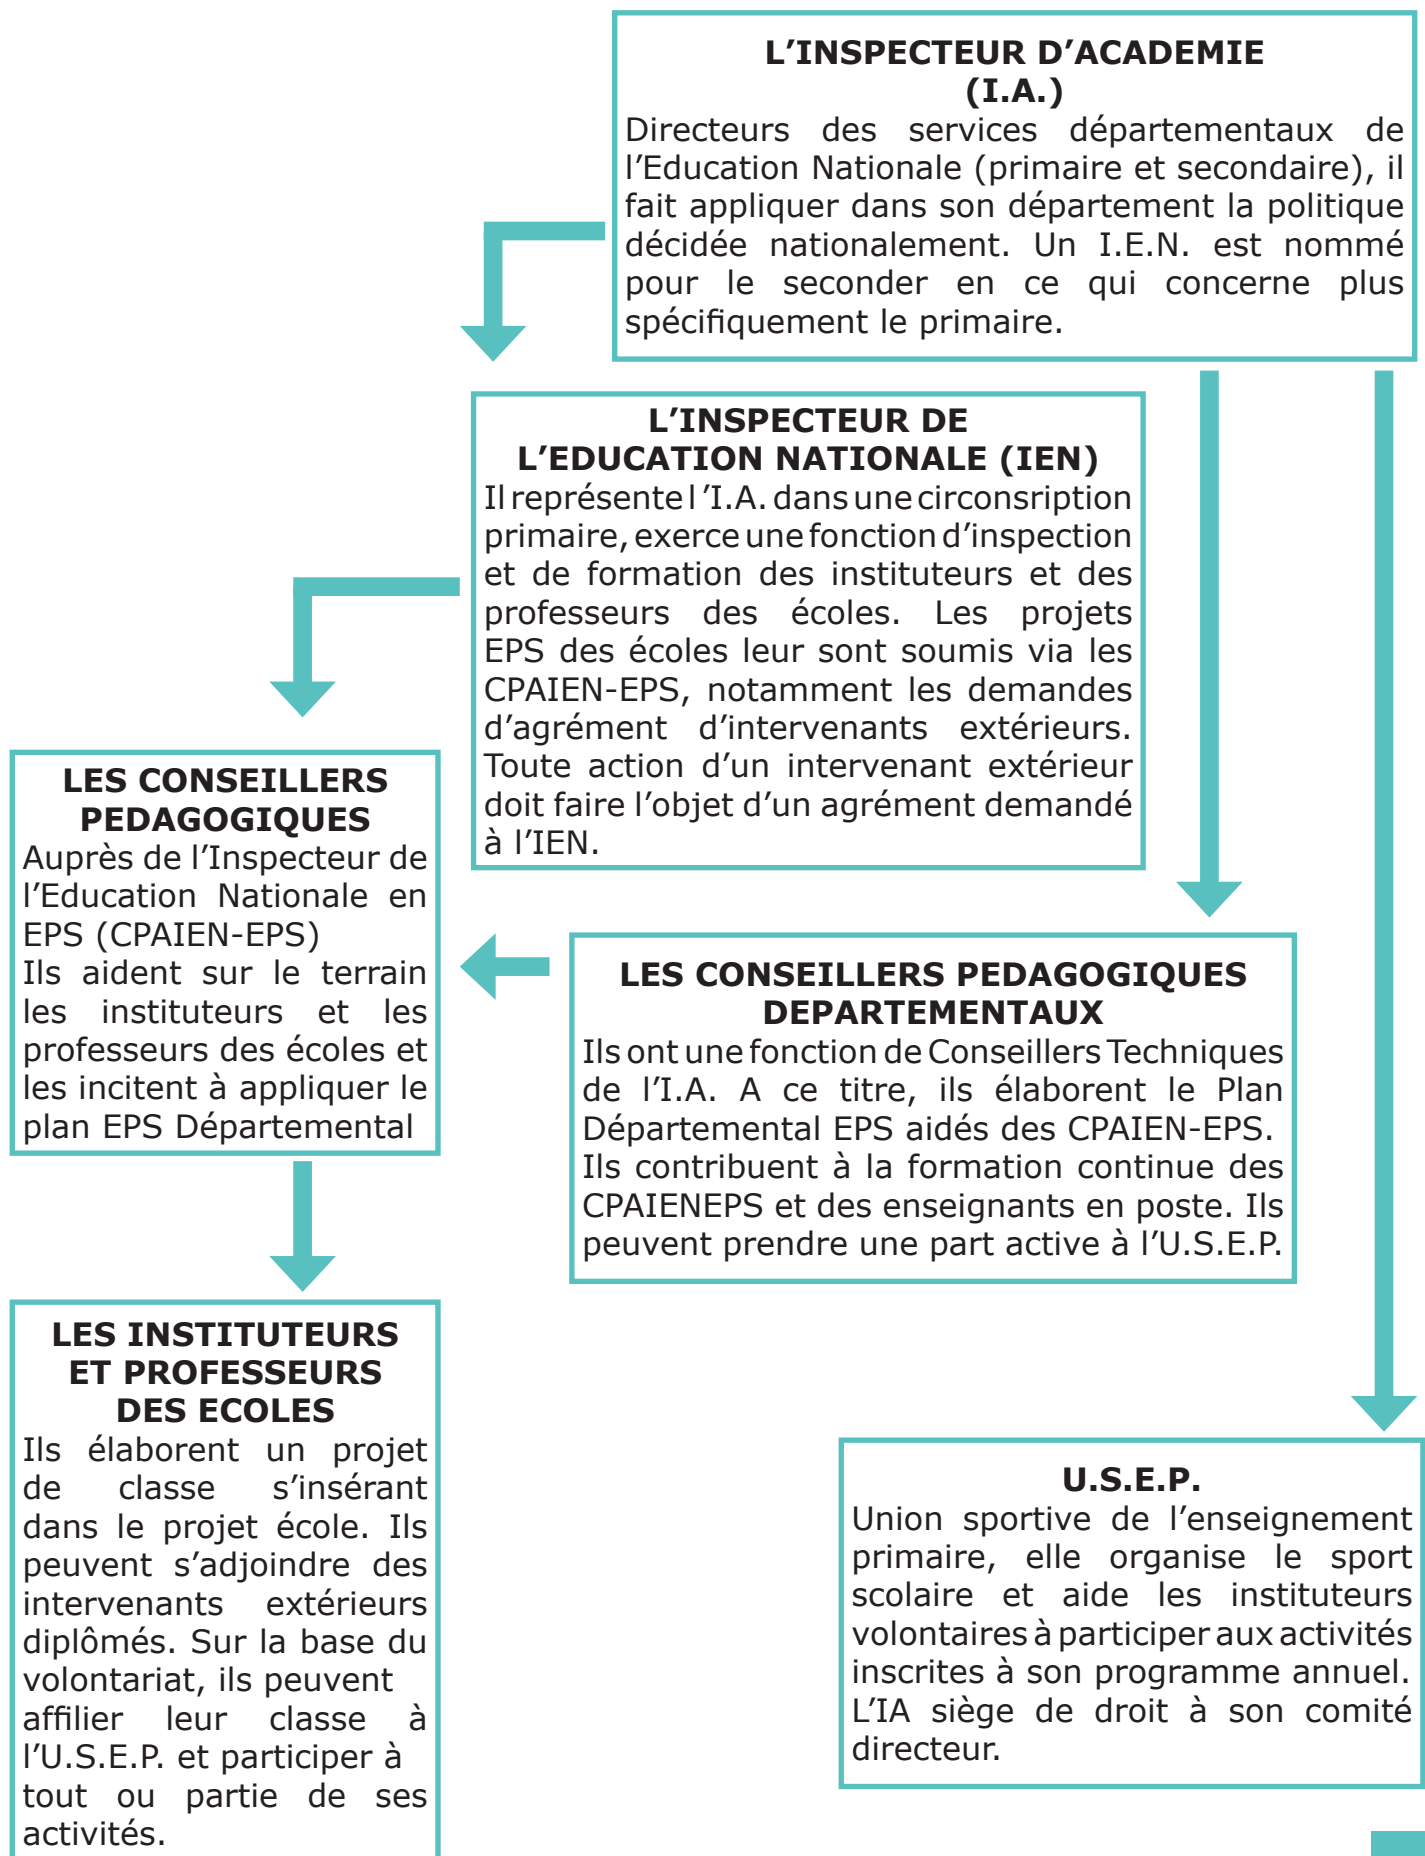 L’INSPECTEUR D’ACADEMIE
(I.A.)
Directeurs des services départementaux de
l’Education Nationale (primaire et secondaire), il
fait appliquer dans son département la politique
décidée nationalement. Un I.E.N. est nommé
pour le seconder en ce qui concerne plus
spécifiquement le primaire.
L’INSPECTEUR DE
L’EDUCATION NATIONALE (IEN)
Il représente l ’I.A. dans une circonsription
primaire, exerce une fonction d’inspection
et de formation des instituteurs et des
professeurs des écoles. Les projets
EPS des écoles leur sont soumis via les
CPAIEN-EPS, notamment les demandes
d’agrément d’intervenants extérieurs.
Toute action d’un intervenant extérieur
doit faire l’objet d’un agrément demandé
à l’IEN.
LES CONSEILLERS
PEDAGOGIQUES
Auprès de l’Inspecteur de
l’Education Nationale en
EPS (CPAIEN-EPS)
Ils aident sur le terrain
les instituteurs et les
professeurs des écoles et
les incitent à appliquer le
plan EPS Départemental
LES CONSEILLERS PEDAGOGIQUES
DEPARTEMENTAUX
Ils ont une fonction de Conseillers Techniques
de l’I.A. A ce titre, ils élaborent le Plan
Départemental EPS aidés des CPAIEN-EPS.
Ils contribuent à la formation continue des
CPAIENEPS et des enseignants en poste. Ils
peuvent prendre une part active à l’U.S.E.P.
LES INSTITUTEURS
ET PROFESSEURS
DES ECOLES
Ils élaborent un projet
de classe s’insérant
dans le projet école. Ils
peuvent s’adjoindre des
intervenants extérieurs
diplômés. Sur la base du
volontariat, ils peuvent
affilier leur classe à
l’U.S.E.P. et participer à
tout ou partie de ses
activités.
U.S.E.P.
Union sportive de l’enseignement
primaire, elle organise le sport
scolaire et aide les instituteurs
volontaires à participer aux activités
inscrites à son programme annuel.
L’IA siège de droit à son comité
directeur.